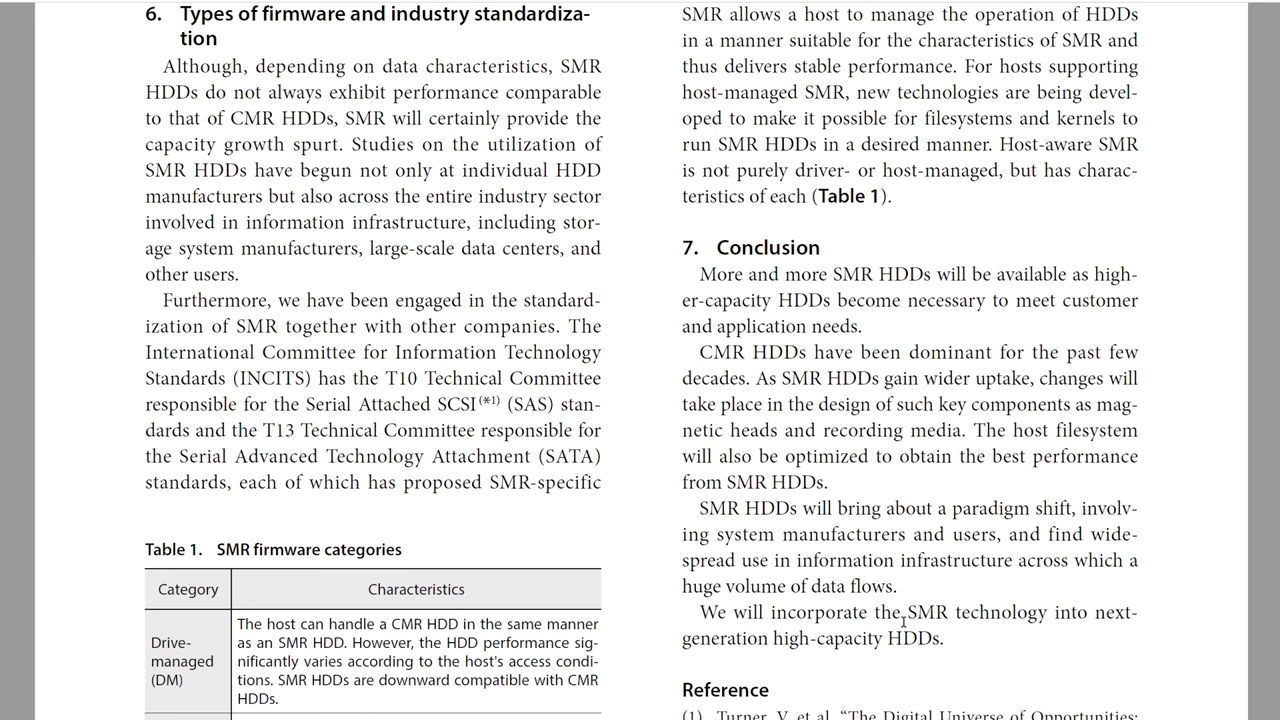 6. Types of firmware and industry standardiza-
tion
Although, depending on data characteristics, SMR
HDDs do not always exhibit performance comparable
to that of CMR HDDs, SMR will certainly provide the
capacity growth spurt. Studies on the utilization of
SMR HDDs have begun not only at individual HDD
manufacturers but also across the entire industry sector
involved in information infrastructure, including stor-
age system manufacturers, large-scale data centers, and
other users.
Furthermore, we have been engaged in the standard-
ization of SMR together with other companies. The
International Committee for Information Technology
Standards (INCITS) has the T10 Technical Committee
responsible for the Serial Attached SCSI(*1) (SAS) stan-
dards and the T13 Technical Committee responsible for
the Serial Advanced Technology Attachment (SATA)
standards, each of which has proposed SMR-specific
Table 1. SMR firmware categories
Category Characteristics
Drive-
managed
(DM)
The host can handle a CMR HDD in the same manner
as an SMR HDD. However, the HDD performance sig-
nificantly varies according to the host's access condi-
tions. SMR HDDs are downward compatible with CMR
HDDs.
SMR allows a host to manage the operation of HDDs
in a manner suitable for the characteristics of SMR and
thus delivers stable performance. For hosts supporting
host-managed SMR, new technologies are being devel-
oped to make it possible for filesystems and kernels to
run SMR HDDs in a desired manner. Host-aware SMR
is not purely driver- or host-managed, but has charac-
teristics of each (Table 1).
7. Conclusion
More and more SMR HDDs will be available as high-
er-capacity HDDs become necessary to meet customer
and application needs.
CMR HDDs have been dominant for the past few
decades. As SMR HDDs gain wider uptake, changes will
take place in the design of such key components as mag-
netic heads and recording media. The host filesystem
will also be optimized to obtain the best performance
from SMR HDDs.
SMR HDDs will bring about a paradigm shift, involv-
ing system manufacturers and users, and find wide-
spread use in information infrastructure across which a
huge volume of data flows.
We will incorporate the SMR technology into next-
generation high-capacity HDDs.
Reference
(1) Turner, V. et al. “The Digital Universe of Opportunities: